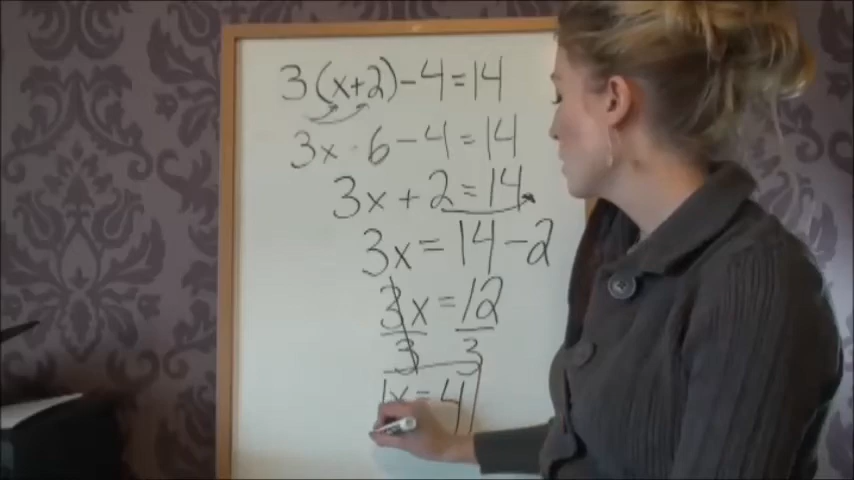 3(x+2)-4=14
3x · 6-4=14
3x+2=14
3x=14-2
3x=12
3 3
x=4